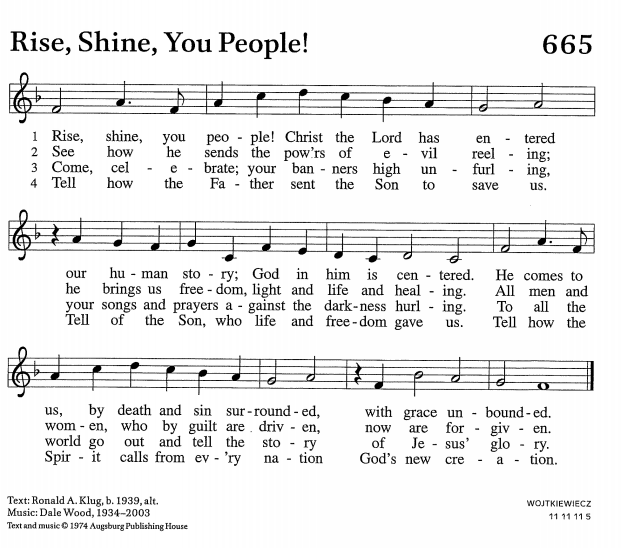 Rise, Shine, You People! 665
1 Rise, shine, you peo - ple! Christ the Lord has en - tered
2 See how he sends the pow'rs of e - vil reel - ing;
3 Come, cel - e - brate; your ban - ners high un - furl - ing,
4 Tell how the Fa - ther sent the Son to save us.
our hu - man sto - ry; God in him is cen - tered. He comes to
he brings us free - dom, light and life and heal - ing. All men and
your songs and prayers a - gainst the dark - ness hurl - ing. To all the
Tell of the Son, who life and free - dom gave us. Tell how the
us, by death and sin sur - round - ed, with grace un - bound - ed.
wom - en, who by guilt are driv - en, now are for - giv - en.
world go out and tell the sto - ry of Je - sus' glo - ry.
Spir - it calls from ev - 'ry na - tion God's new cre - a - tion.
Text: Ronald A. Klug, b. 1939, alt.
Music: Dale Wood, 1934–2003
Text and music © 1974 Augsburg Publishing House
WOJTKIEWIECZ
11 11 11 5